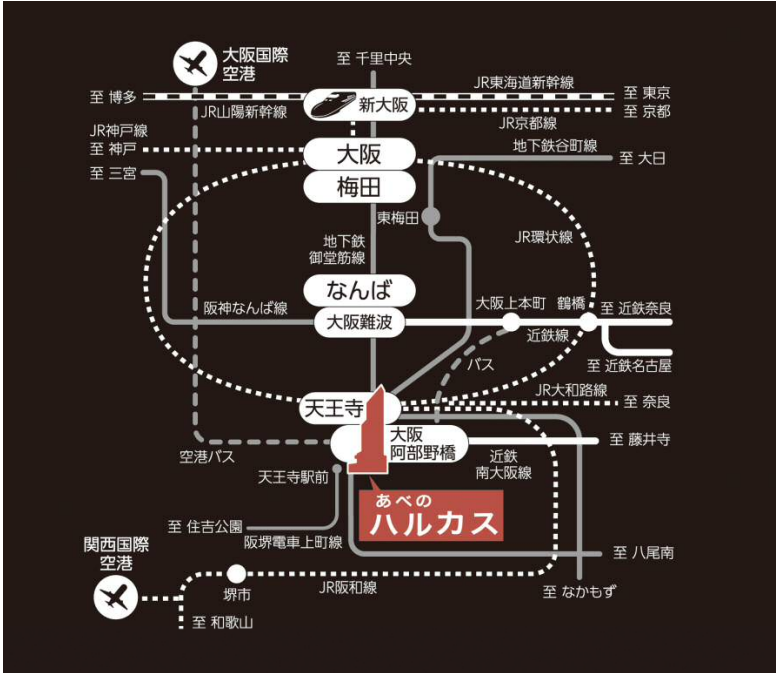 大阪国際
空港
至 千里中央
JR東海道新幹線
至 博多
新大阪
至 東京
JR山陽新幹線
JR京都線
至 京都
JR神戸線
至 神戸
大阪
地下鉄谷町線
至 大日
至 三宮
梅田
東梅田
JR環状線
地下鉄
御堂筋線
なんば
阪神なんば線
大阪難波
大阪上本町
鶴橋
至 近鉄奈良
近鉄線
バス
至 近鉄名古屋
JR大和路線
至 奈良
天王寺
大阪
阿部野橋
至 藤井寺
空港バス
近鉄
南大阪線
天王寺駅前
あべの
ハルカス
至 住吉公園
阪堺電車上町線
関西国際
空港
至 八尾南
堺市
JR阪和線
至 なかもず
至 和歌山